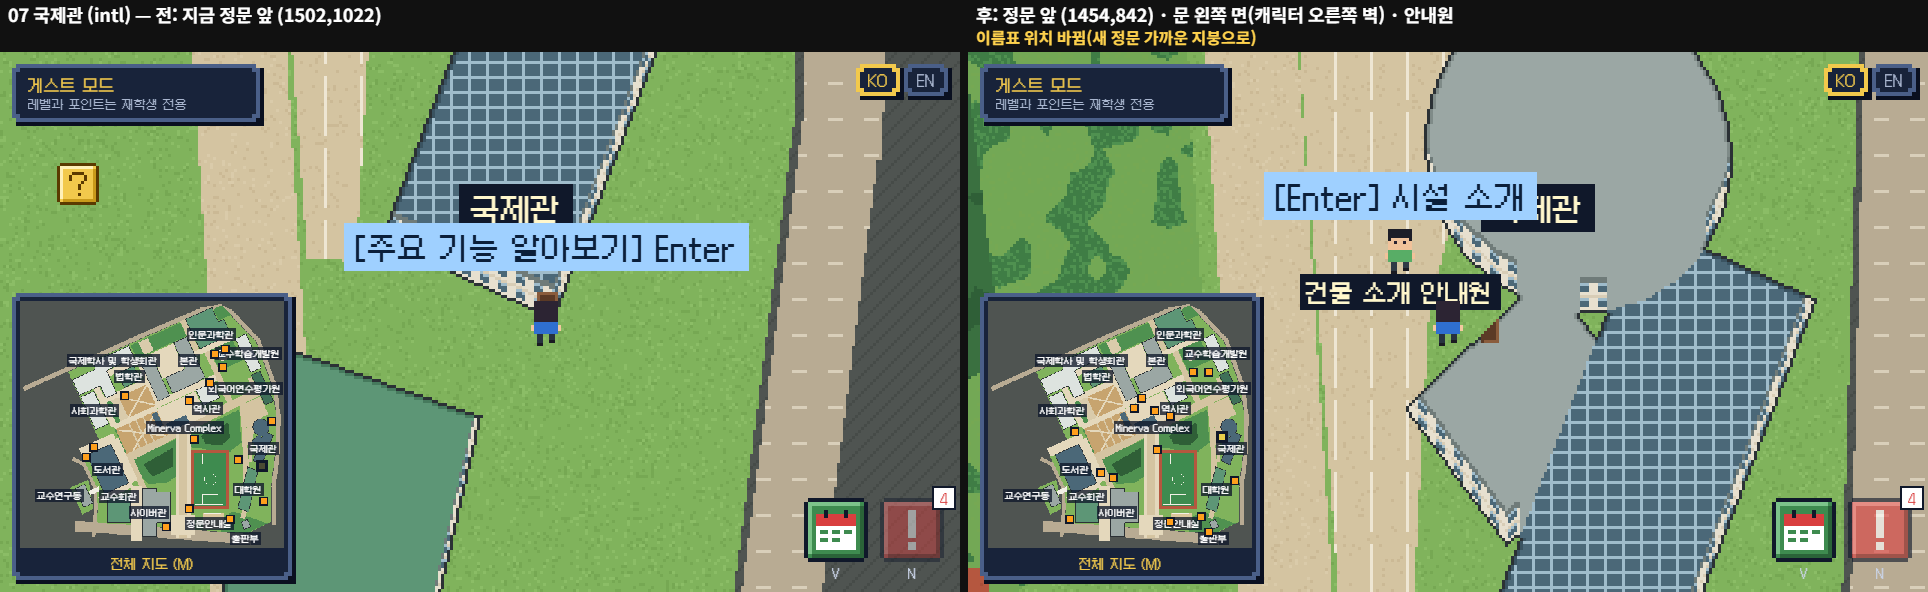 07 국제관 (intl) — 전: 지금 정문 앞 (1502,1022)
게스트 모드
레벨과 포인트는 재학생 전용
KO
EN
?
국제관
[주요 기능 알아보기] Enter
인문과학관
국제학사 및 학생회관
본관
교수학습개발원
법학관
외국어연수평가원
사회과학관
역사관
Minerva Complex
국제관
도서관
대학원
교수연구동
교수회관
사이버관
정문안내실
출판부
전체 지도 (M)
4
V
N
후: 정문 앞 (1454,842) · 문 왼쪽 면(캐릭터 오른쪽 벽) · 안내원
이름표 위치 바뀜(새 정문 가까운 지붕으로)
게스트 모드
레벨과 포인트는 재학생 전용
KO
EN
[Enter] 시설 소개
제관
건물 소개 안내원
인문과학관
국제학사 및 학생회관
본관
교수학습개발원
법학관
외국어연수평가원
사회과학관
역사관
Minerva Complex
국제관
도서관
대학원
교수연구동
교수회관
사이버관
정문안내실
출판부
전체 지도 (M)
4
V
N